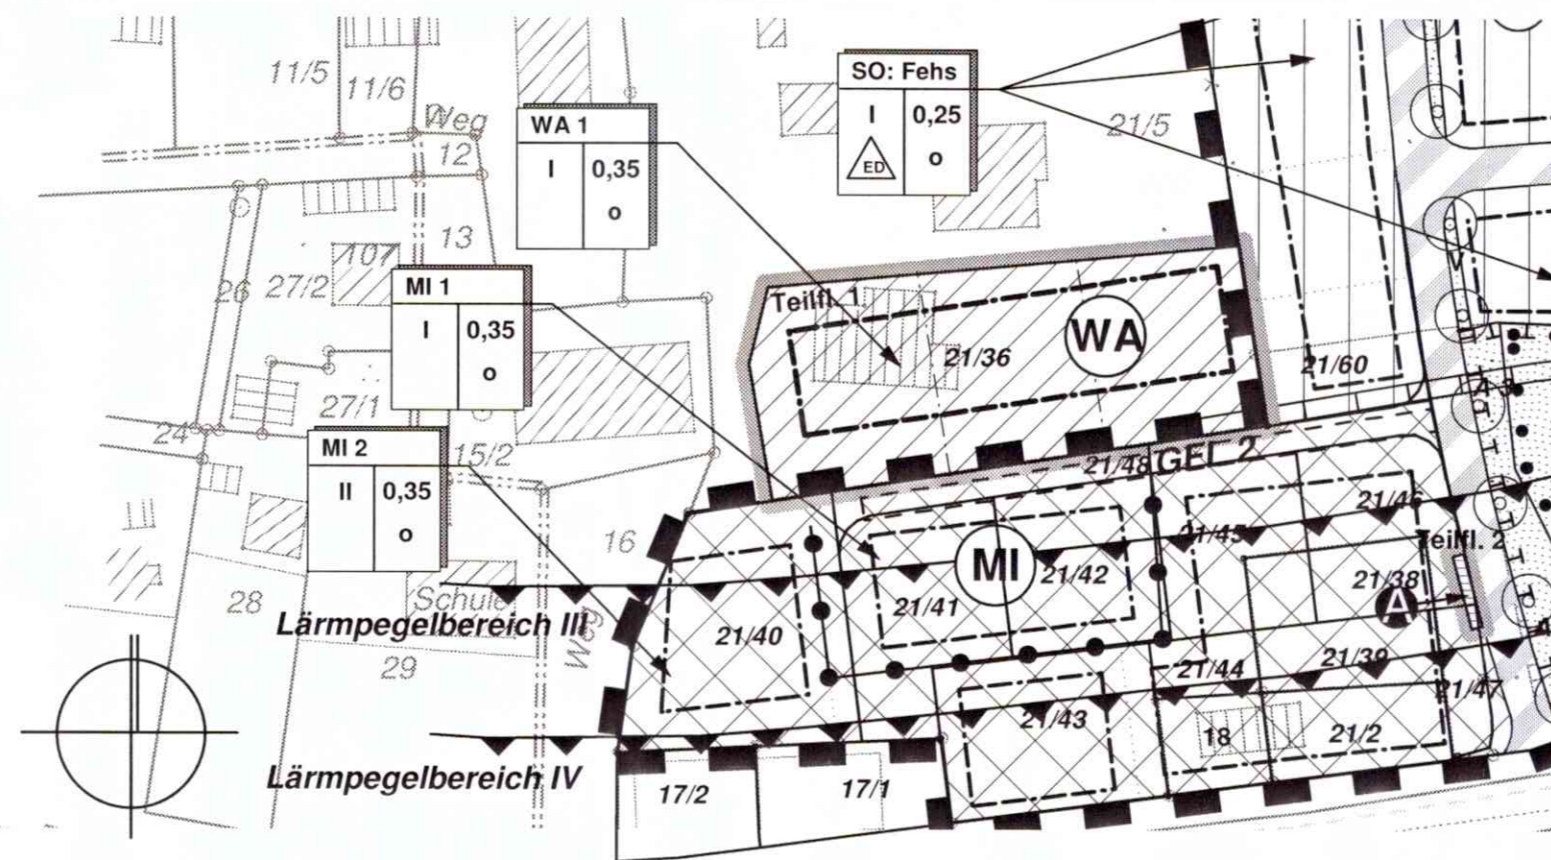 11/5
11/6
Weg
12
13
107
26
27/2
27/1
24
15/2
16
28
29
Schule
Weg
WA 1
I
0,35
o
MI 1
I
0,35
o
MI 2
II
0,35
o
SO: Fehs
I
0,25
ED
o
21/5
Teilfl. 1
WA
21/36
21/60
21/48
GFL 2
21/46
21/45
Teilfl. 2
MI
21/42
21/38
A
21/41
21/40
21/44
21/39
21/47
21/43
18
21/2
Lärmpegelbereich III
Lärmpegelbereich IV
17/2
17/1